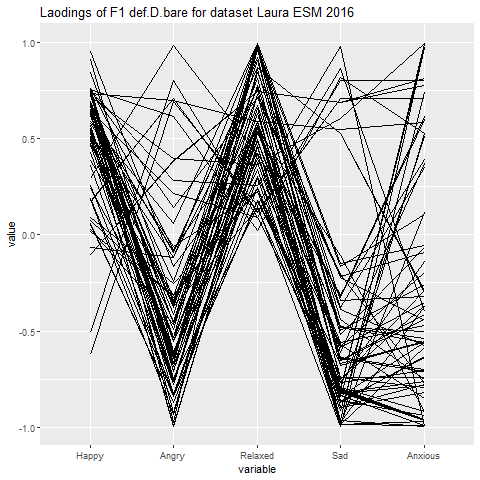 Laodings of F1 def.D.bare for dataset Laura ESM 2016
1.0
0.5
0.0
-0.5
-1.0
value
Happy Angry Relaxed Sad Anxious
variable